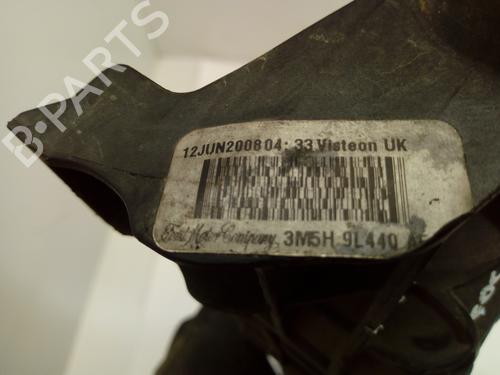 B-PARTS
12JUN2008 04:33 Visteon UK
Ford Motor Company 3M5H 9L440